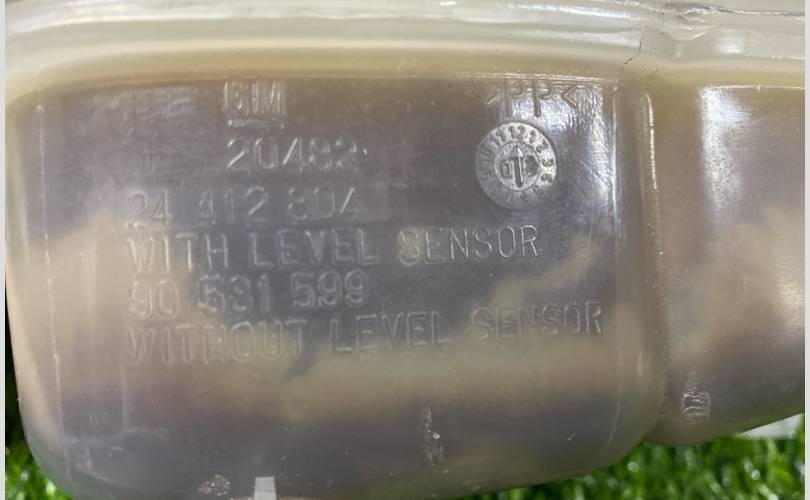 GM >PP<
20482
24 412 804
WITH LEVEL SENSOR
90 531 599
WITHOUT LEVEL SENSOR